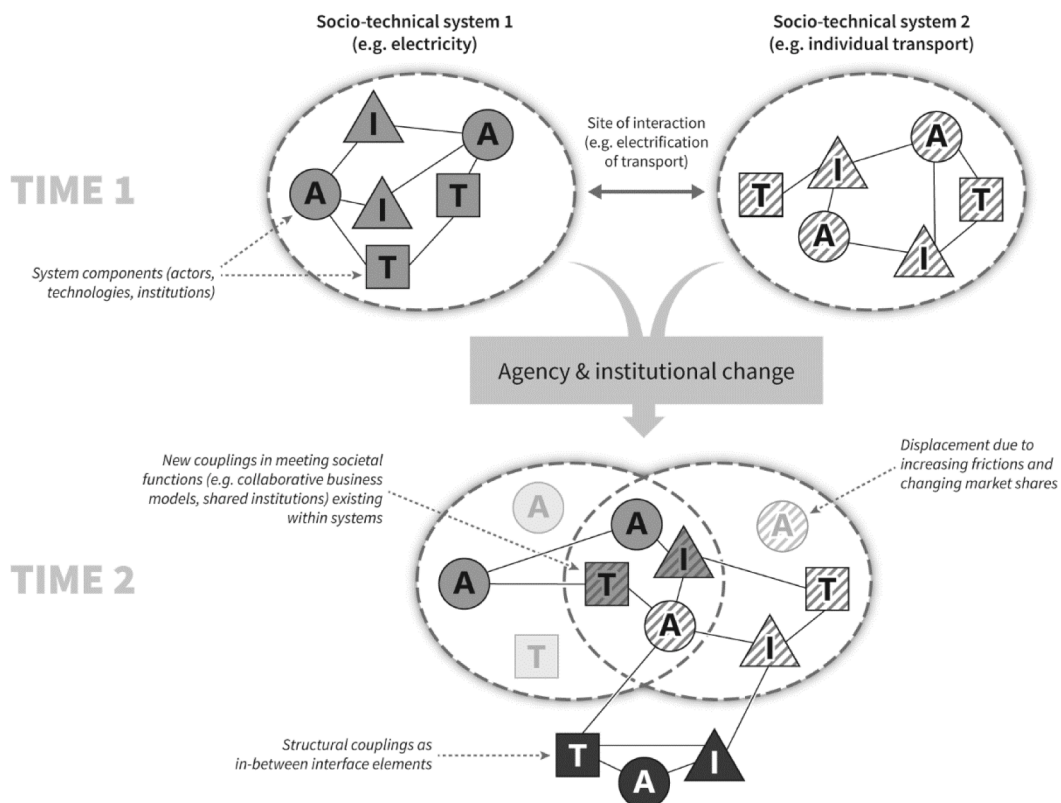 Socio-technical system 1
(e.g. electricity)
Socio-technical system 2
(e.g. individual transport)
TIME 1
I
A
A
I
T
T
Site of interaction
(e.g. electrification
of transport)
A
I
T
T
A
I
System components (actors,
technologies, institutions)
Agency & institutional change
New couplings in meeting societal
functions (e.g. collaborative business
models, shared institutions) existing
within systems
Displacement due to
increasing frictions and
changing market shares
TIME 2
A
A
A
I
A
T
T
A
I
T
Structural couplings as
in-between interface elements
T
A
I